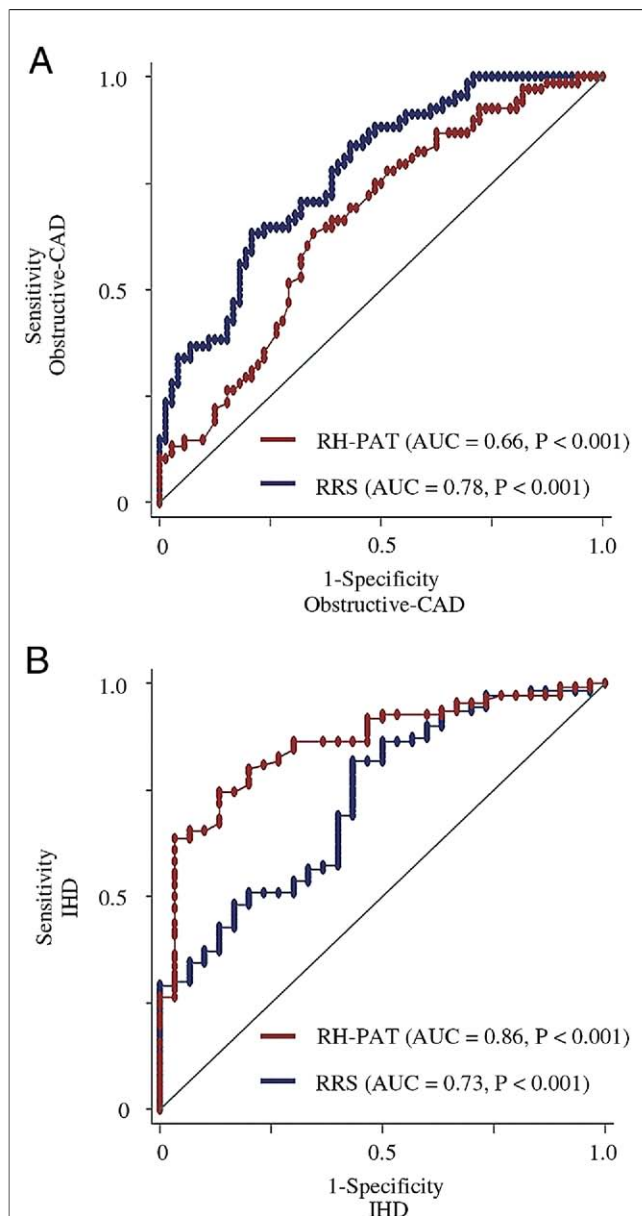 A
1.0
0.5
0
Sensitivity
Obstructive-CAD
RH-PAT (AUC = 0.66, P < 0.001)
RRS (AUC = 0.78, P < 0.001)
0
0.5
1.0
1-Specificity
Obstructive-CAD
B
1.0
0.5
0
Sensitivity
IHD
RH-PAT (AUC = 0.86, P < 0.001)
RRS (AUC = 0.73, P < 0.001)
0
0.5
1.0
1-Specificity
IHD